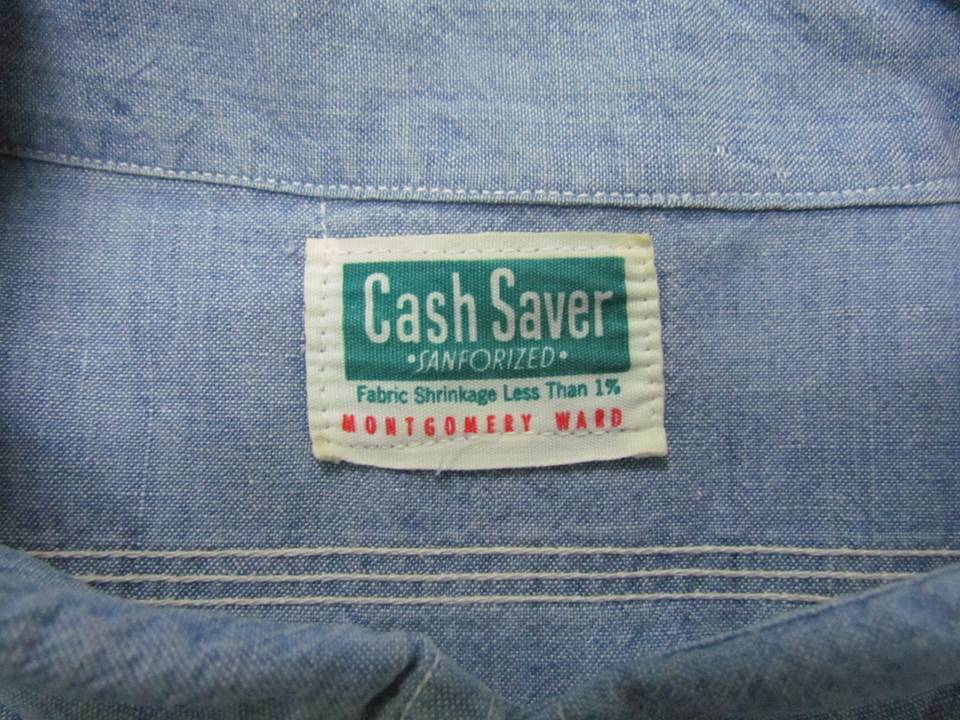 Cash Saver
•SANFORIZED•
Fabric Shrinkage Less Than 1%
MONTGOMERY WARD